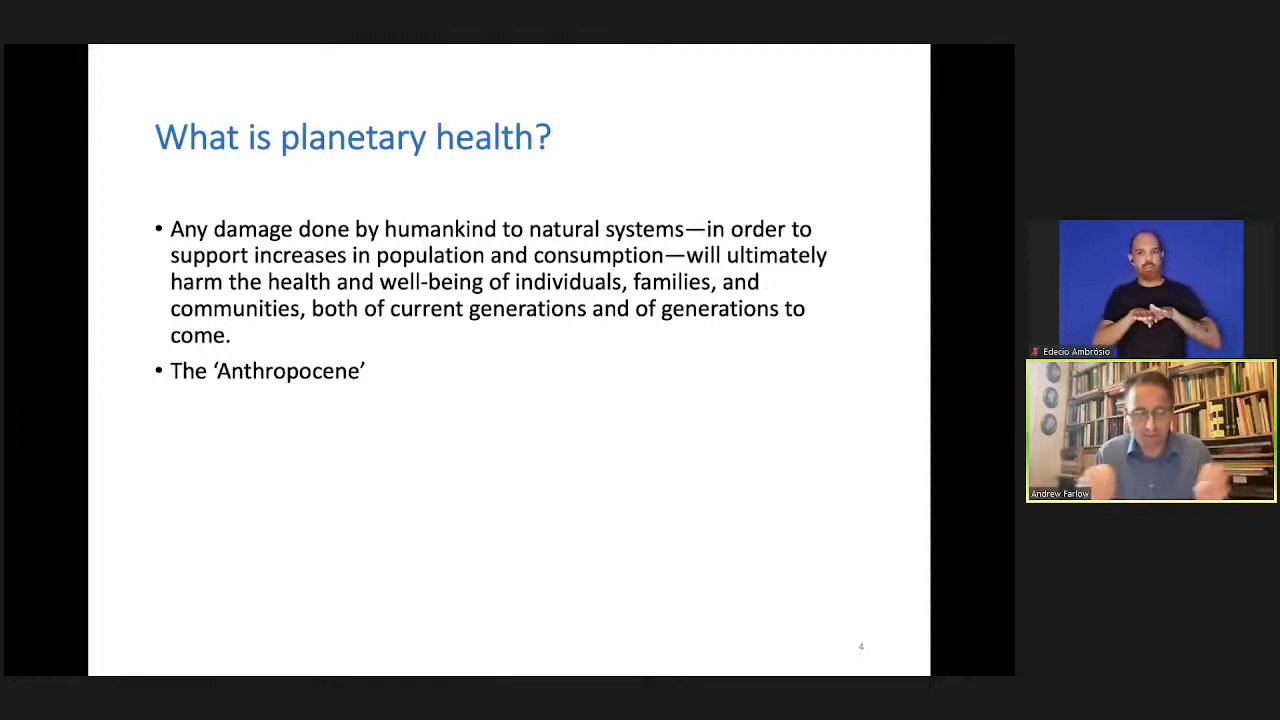 What is planetary health?
• Any damage done by humankind to natural systems—in order to
support increases in population and consumption—will ultimately
harm the health and well-being of individuals, families, and
communities, both of current generations and of generations to
come.
• The ‘Anthropocene’
4
Edecio Ambrósio
Andrew Farlow